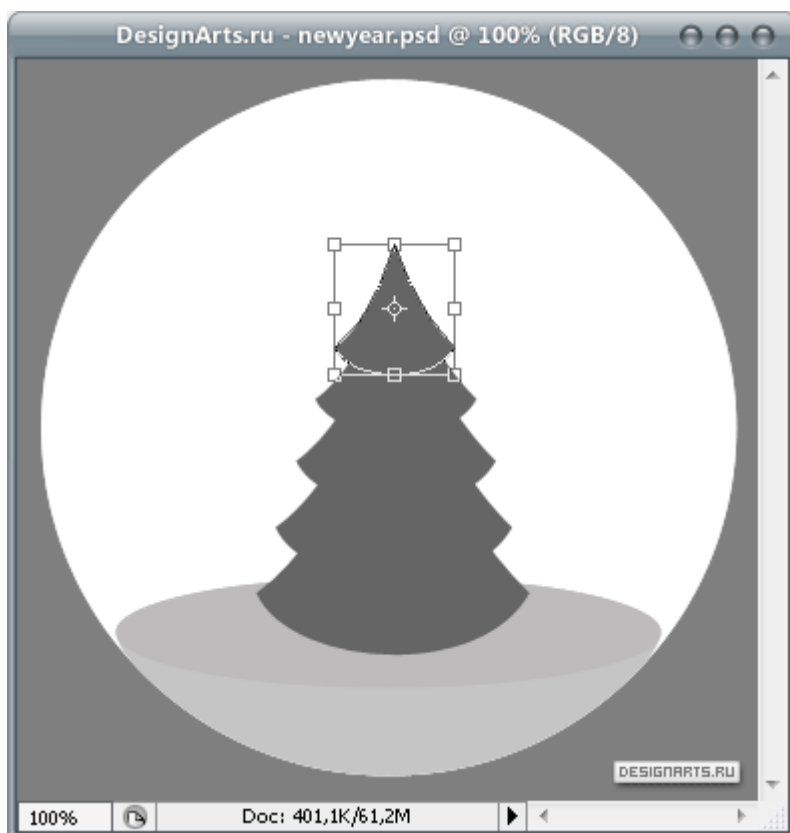 DesignArts.ru - newyear.psd @ 100% (RGB/8)
DESIGNARTS.RU
100%
Doc: 401,1K/61,2M